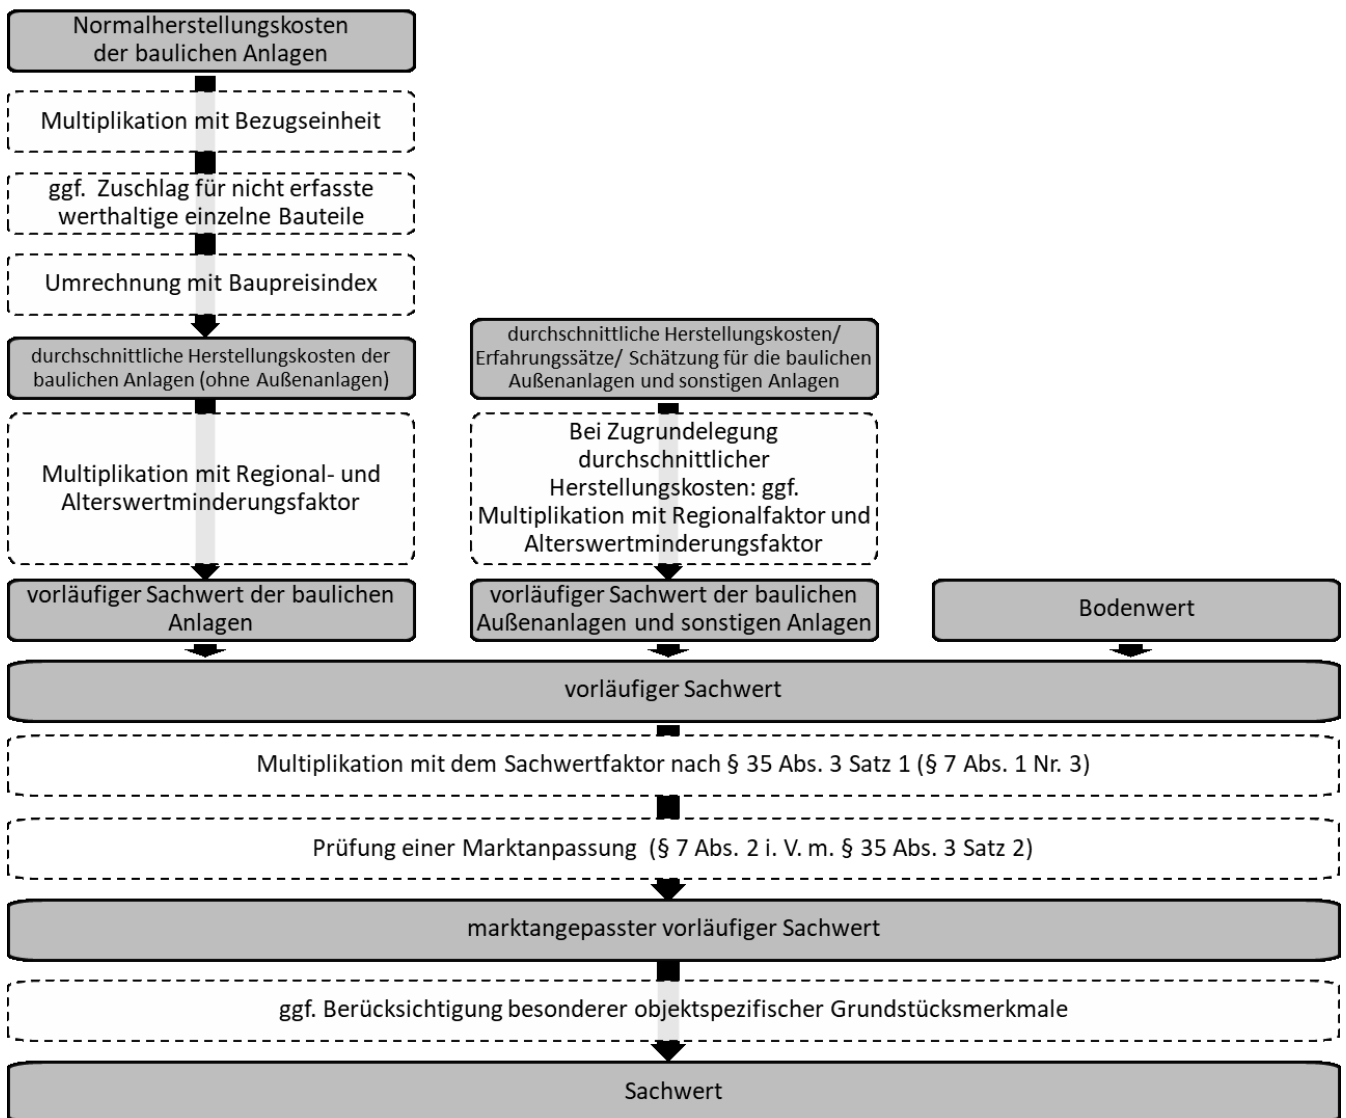 Normalherstellungskosten
der baulichen Anlagen
Multiplikation mit Bezugseinheit
ggf. Zuschlag für nicht erfasste
werthaltige einzelne Bauteile
Umrechnung mit Baupreisindex
durchschnittliche Herstellungskosten der
baulichen Anlagen (ohne Außenanlagen)
Multiplikation mit Regional- und
Alterswertminderungsfaktor
vorläufiger Sachwert der baulichen
Anlagen
durchschnittliche Herstellungskosten/
Erfahrungssätze/ Schätzung für die baulichen
Außenanlagen und sonstigen Anlagen
Bei Zugrundelegung
durchschnittlicher
Herstellungskosten: ggf.
Multiplikation mit Regionalfaktor und
Alterswertminderungsfaktor
vorläufiger Sachwert der baulichen
Außenanlagen und sonstigen Anlagen
Bodenwert
vorläufiger Sachwert
Multiplikation mit dem Sachwertfaktor nach § 35 Abs. 3 Satz 1 (§ 7 Abs. 1 Nr. 3)
Prüfung einer Marktanpassung (§ 7 Abs. 2 i. V. m. § 35 Abs. 3 Satz 2)
marktangepasster vorläufiger Sachwert
ggf. Berücksichtigung besonderer objektspezifischer Grundstücksmerkmale
Sachwert